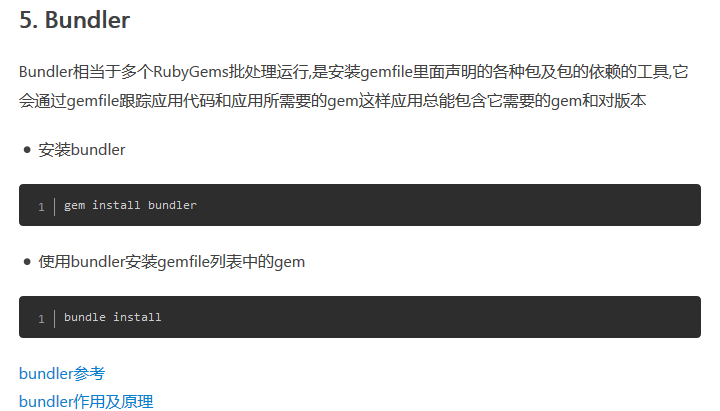 5. Bundler
Bundler相当于多个RubyGems批处理运行,是安装gemfile里面声明的各种包及包的依赖的工具,它
会通过gemfile跟踪应用代码和应用所需要的gem这样应用总能包含它需要的gem和对版本
● 安装bundler
1 gem install bundler
● 使用bundler安装gemfile列表中的gem
1 bundle install
bundler参考
bundler作用及原理